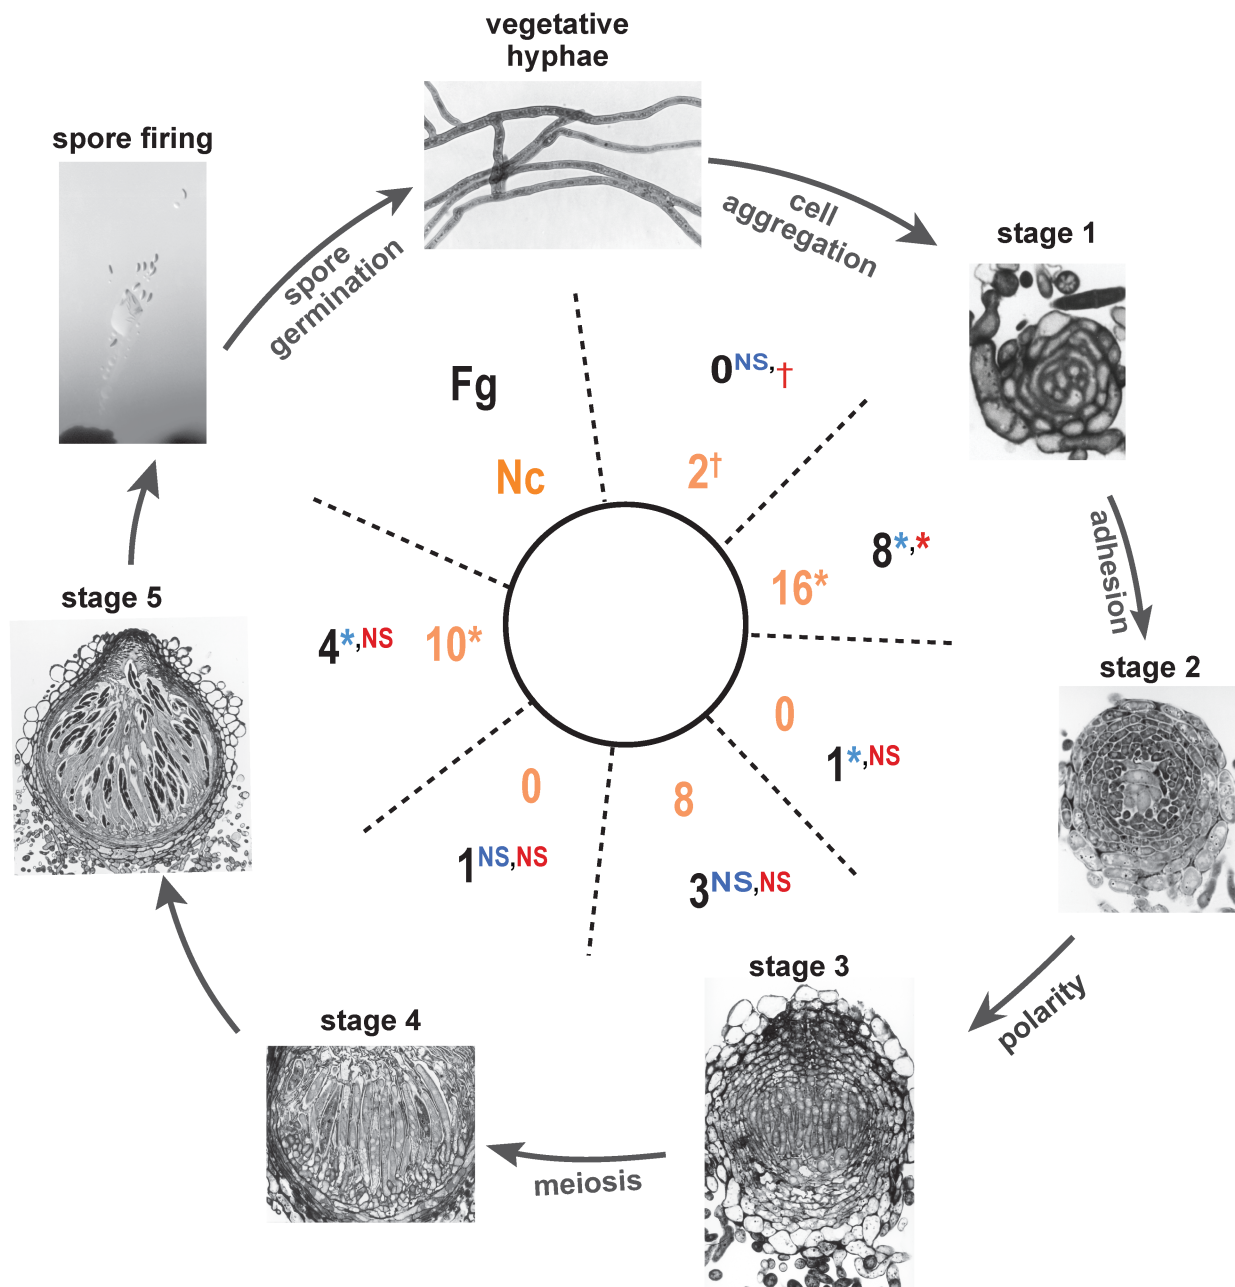 vegetative
hyphae
spore firing
cell
aggregation
stage 1
spore
germination
Fg
0NS,†
Nc
2†
adhesion
8*,*
16*
stage 5
4*,NS
10*
stage 2
0
1*,NS
0
8
1NS,NS
3NS,NS
stage 3
polarity
stage 4
meiosis